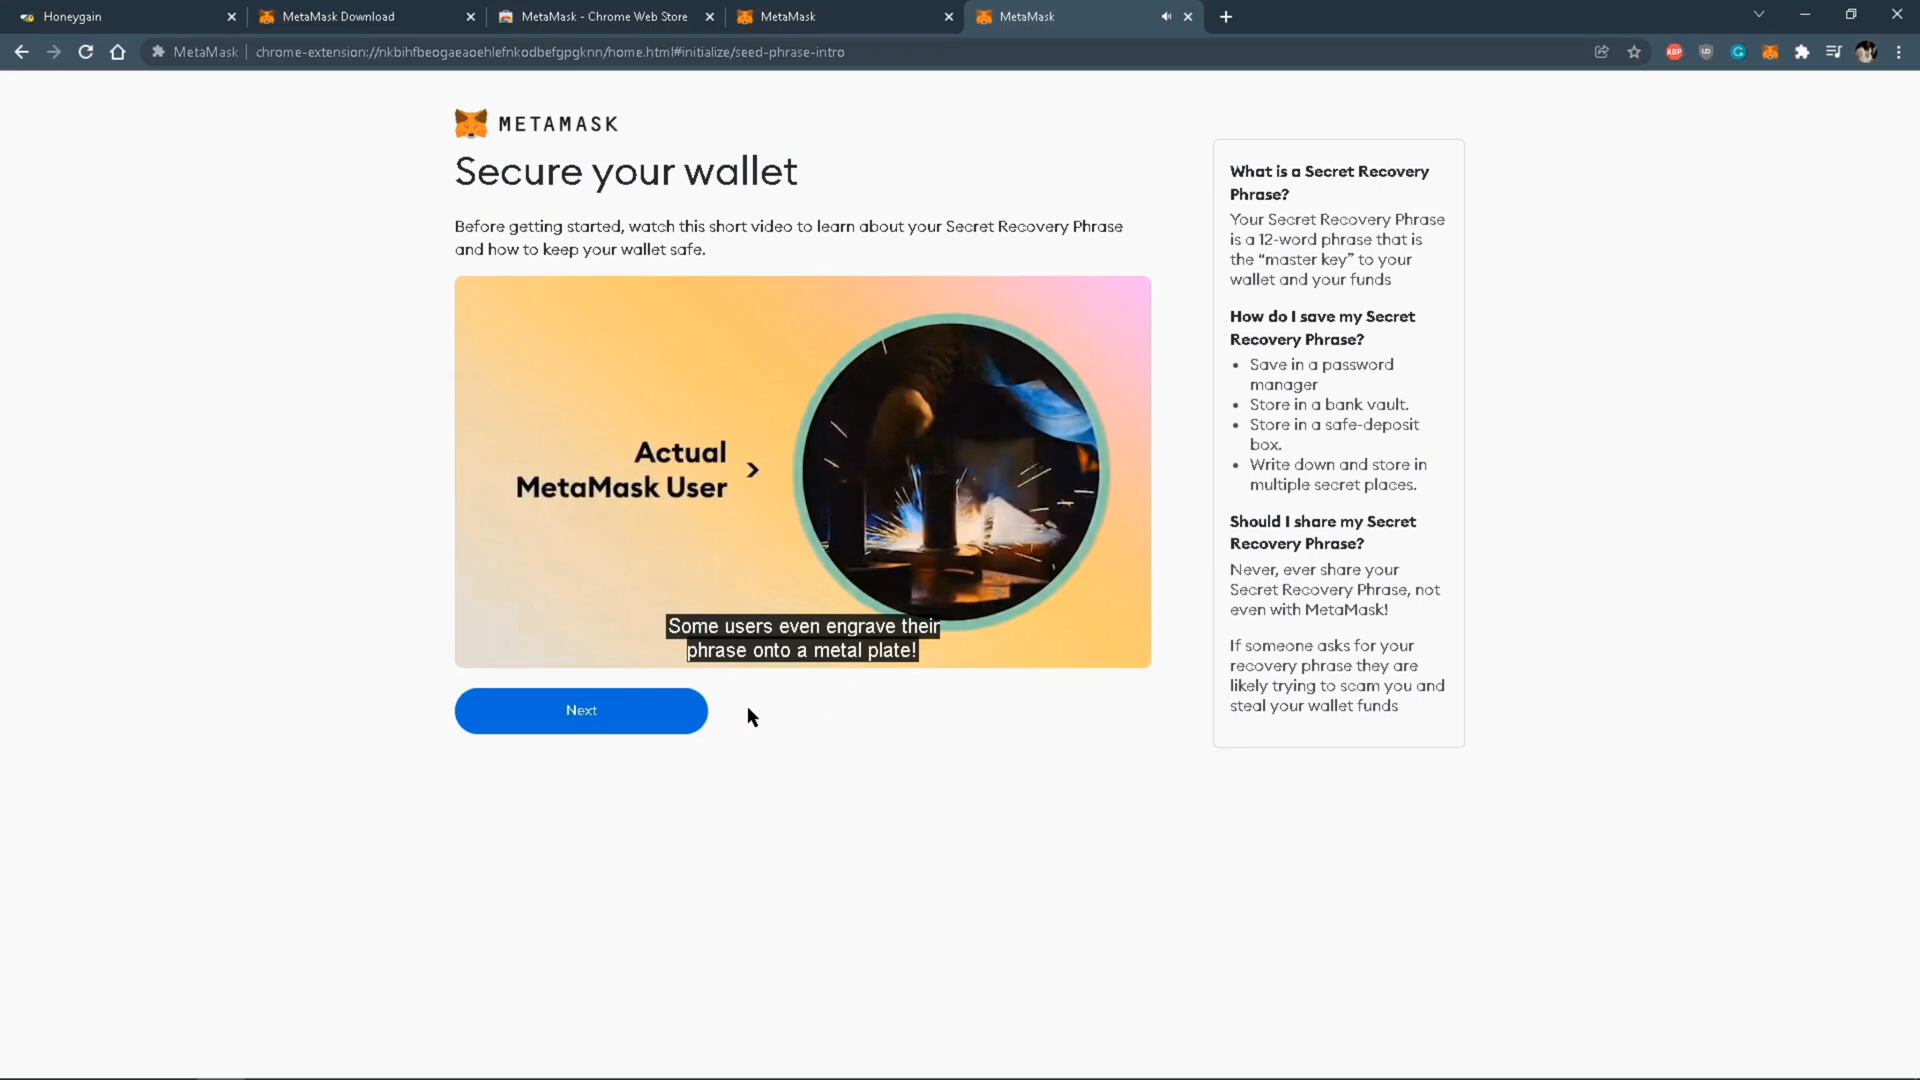 Honeygain
MetaMask Download
MetaMask - Chrome Web Store
MetaMask
MetaMask
MetaMask
chrome-extension://nkbihfbeogaeaoehlefnkodbefgpgknn/home.html#initialize/seed-phrase-intro
ABP
METAMASK
Secure your wallet
Before getting started, watch this short video to learn about your Secret Recovery Phrase
and how to keep your wallet safe.
Actual
MetaMask User
Some users even engrave their
phrase onto a metal plate!
Next
What is a Secret Recovery
Phrase?
Your Secret Recovery Phrase
is a 12-word phrase that is
the “master key” to your
wallet and your funds
How do I save my Secret
Recovery Phrase?
• Save in a password
manager
• Store in a bank vault.
• Store in a safe-deposit
box.
• Write down and store in
multiple secret places.
Should I share my Secret
Recovery Phrase?
Never, ever share your
Secret Recovery Phrase, not
even with MetaMask!
If someone asks for your
recovery phrase they are
likely trying to scam you and
steal your wallet funds